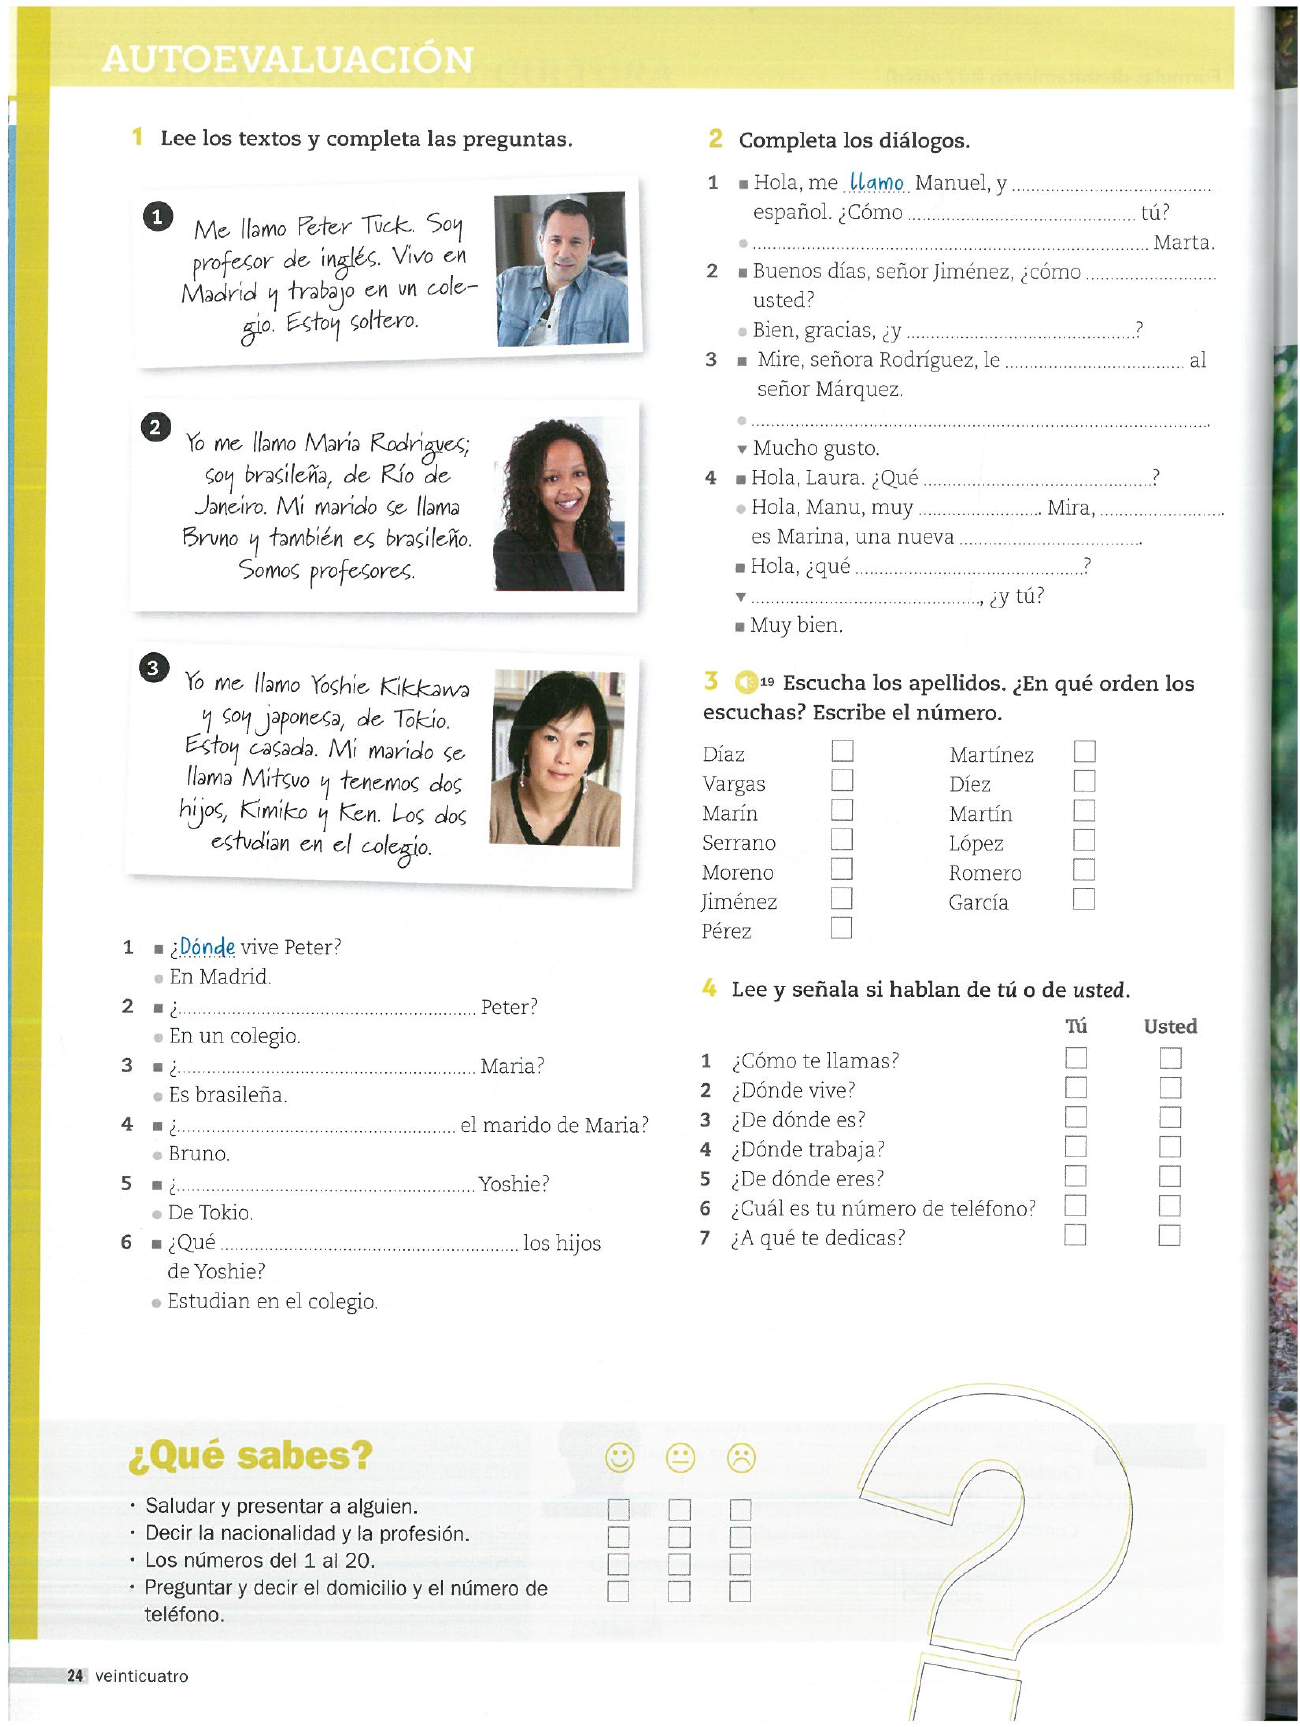 AUTOEVALUACIÓN
1 Lee los textos y completa las preguntas.
1
Me llamo Peter Tuck. Soy
profesor de inglés. Vivo en
Madrid y trabajo en un cole-
gio. Estoy soltero.
2
Yo me llamo Maria Rodrigues;
soy brasileña, de Río de
Janeiro. Mi marido se llama
Bruno y también es brasileño.
Somos profesores.
3
Yo me llamo Yoshie Kikkawa
y soy japonesa, de Tokio.
Estoy casada. Mi marido se
llama Mitsuo y tenemos dos
hijos, Kimiko y Ken. Los dos
estudian en el colegio.
1 ■ ¿Dónde vive Peter?
● En Madrid.
2 ■ ¿.................... Peter?
● En un colegio.
3 ■ ¿.................... Maria?
● Es brasileña.
4 ■ ¿.................... el marido de Maria?
● Bruno.
5 ■ ¿.................... Yoshie?
● De Tokio.
6 ■ ¿Qué .................... los hijos
de Yoshie?
● Estudian en el colegio.
2 Completa los diálogos.
1 ■ Hola, me llamo Manuel, y ....................
español. ¿Cómo .................... tú?
● .................... Marta.
2 ■ Buenos días, señor Jiménez, ¿cómo ....................
usted?
● Bien, gracias, ¿y ....................?
3 ■ Mire, señora Rodríguez, le .................... al
señor Márquez.
● ....................
▼ Mucho gusto.
4 ■ Hola, Laura. ¿Qué ....................?
● Hola, Manu, muy .................... Mira, ....................
es Marina, una nueva ....................
■ Hola, ¿qué ....................?
▼ ...................., ¿y tú?
■ Muy bien.
3 19 Escucha los apellidos. ¿En qué orden los
escuchas? Escribe el número.
Díaz □ Martínez □
Vargas □ Díez □
Marín □ Martín □
Serrano □ López □
Moreno □ Romero □
Jiménez □ García □
Pérez □
4 Lee y señala si hablan de tú o de usted.
Tú Usted
1 ¿Cómo te llamas? □ □
2 ¿Dónde vive? □ □
3 ¿De dónde es? □ □
4 ¿Dónde trabaja? □ □
5 ¿De dónde eres? □ □
6 ¿Cuál es tu número de teléfono? □ □
7 ¿A qué te dedicas? □ □
¿Qué sabes?
• Saludar y presentar a alguien. □ □ □
• Decir la nacionalidad y la profesión. □ □ □
• Los números del 1 al 20. □ □ □
• Preguntar y decir el domicilio y el número de □ □ □
teléfono.
24 veinticuatro